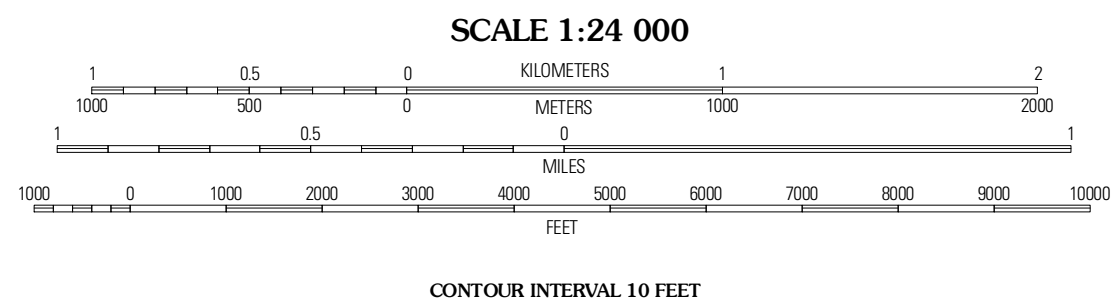 SCALE 1:24 000
1 0.5 0 KILOMETERS 1 2
1000 500 0 METERS 1000 2000
1 0.5 0 1
MILES
1000 0 1000 2000 3000 4000 5000 6000 7000 8000 9000 10000
FEET
CONTOUR INTERVAL 10 FEET